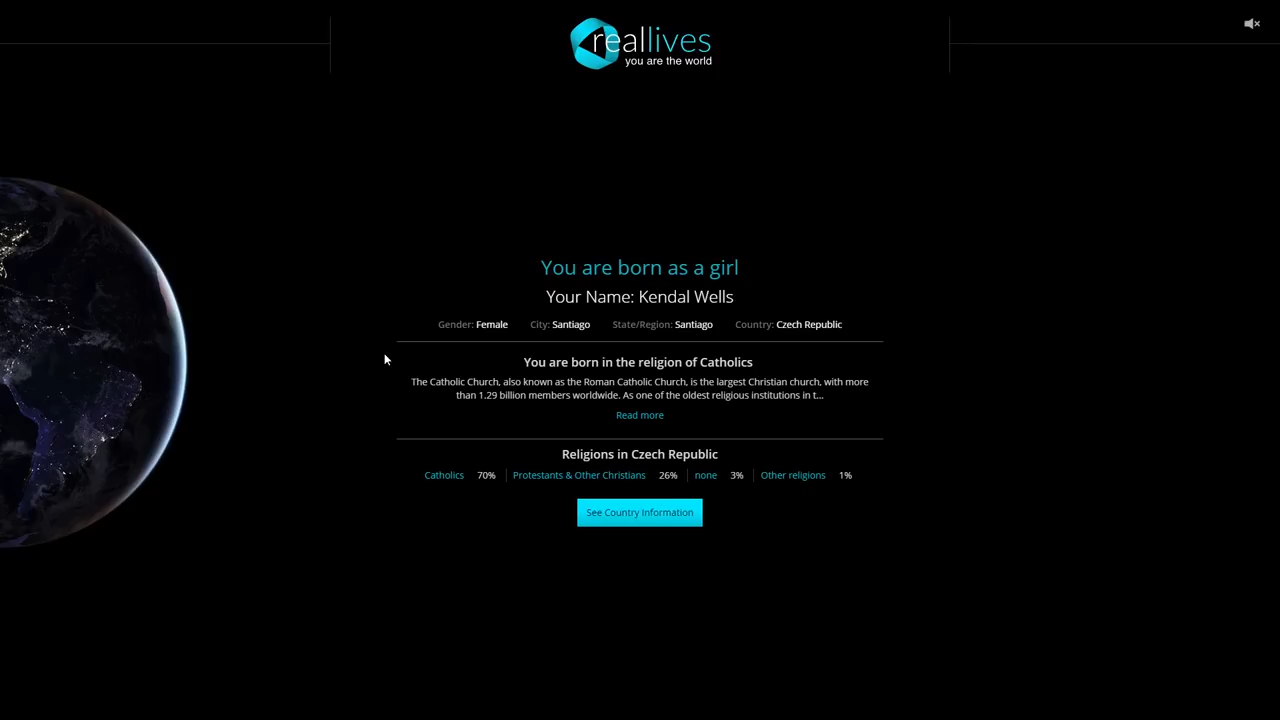 reallives
you are the world
You are born as a girl
Your Name: Kendal Wells
Gender: Female City: Santiago State/Region: Santiago Country: Czech Republic
You are born in the religion of Catholics
The Catholic Church, also known as the Roman Catholic Church, is the largest Christian church, with more
than 1.29 billion members worldwide. As one of the oldest religious institutions in t...
Read more
Religions in Czech Republic
Catholics 70% Protestants & Other Christians 26% none 3% Other religions 1%
See Country Information